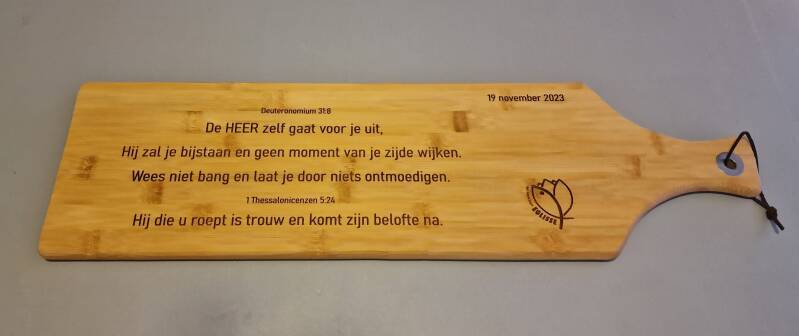 19 november 2023
Deuteronomium 31:8
De HEER zelf gaat voor je uit,
Hij zal je bijstaan en geen moment van je zijde wijken.
Wees niet bang en laat je door niets ontmoedigen.
1 Thessalonicenzen 5:24
Hij die u roept is trouw en komt zijn belofte na.